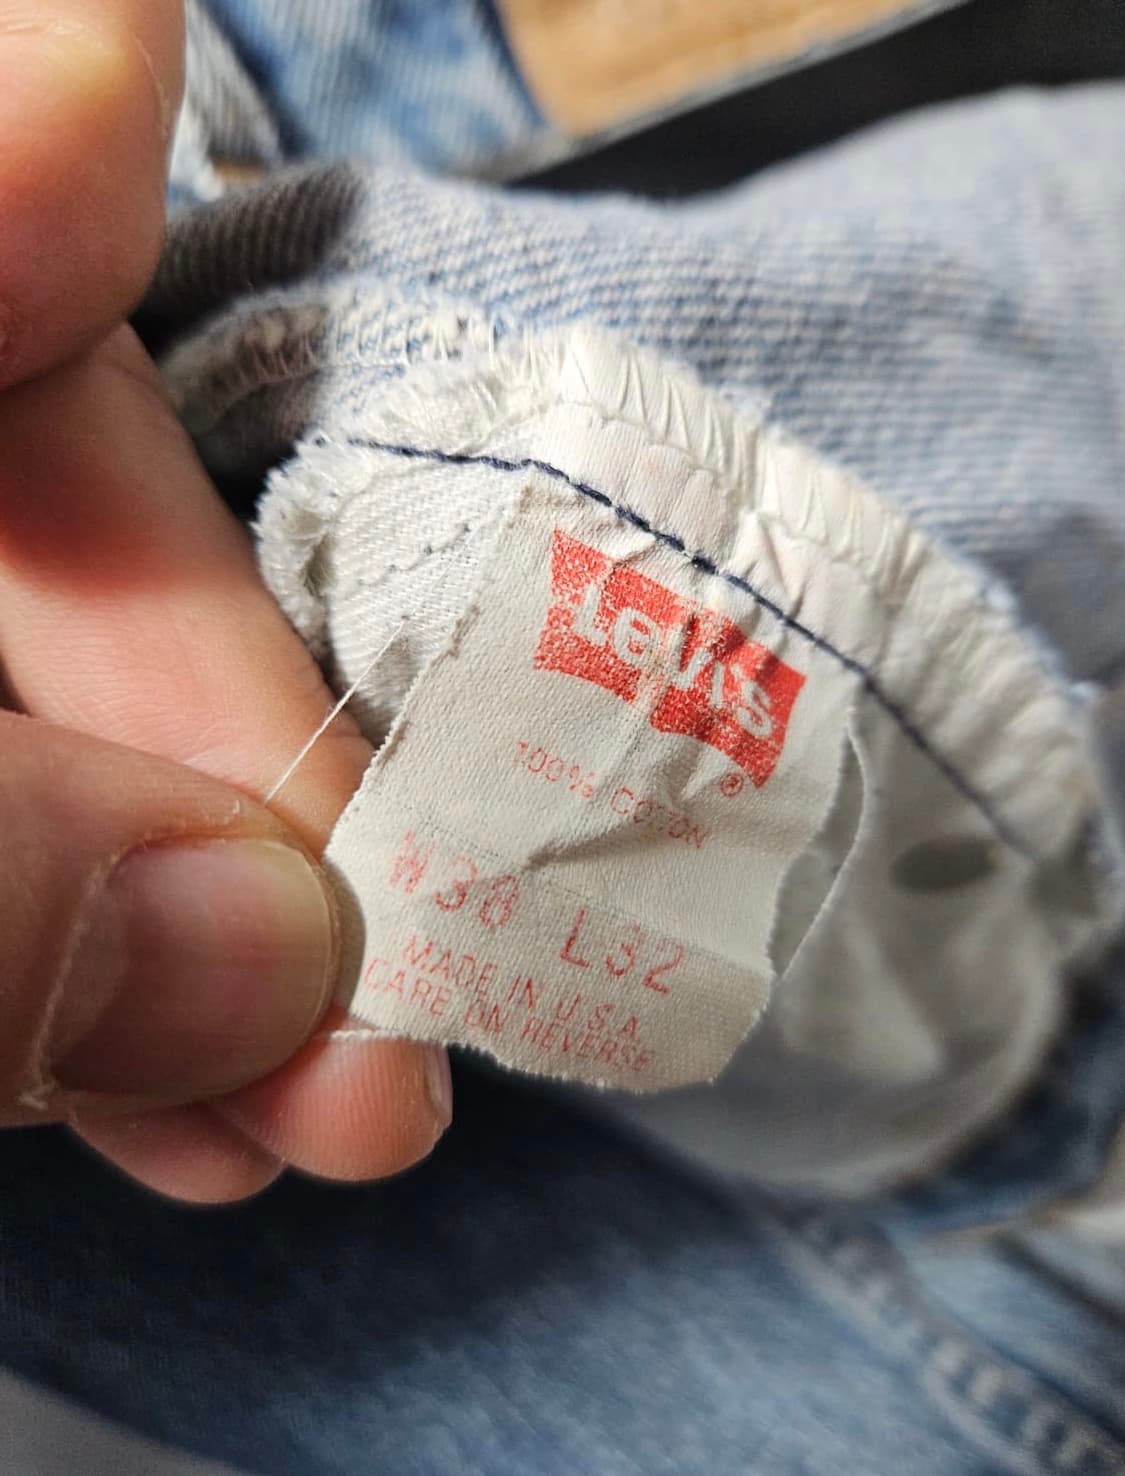 Levi's ®
100% COTTON
W38 L32
MADE IN U.S.A
CARE ON REVERSE